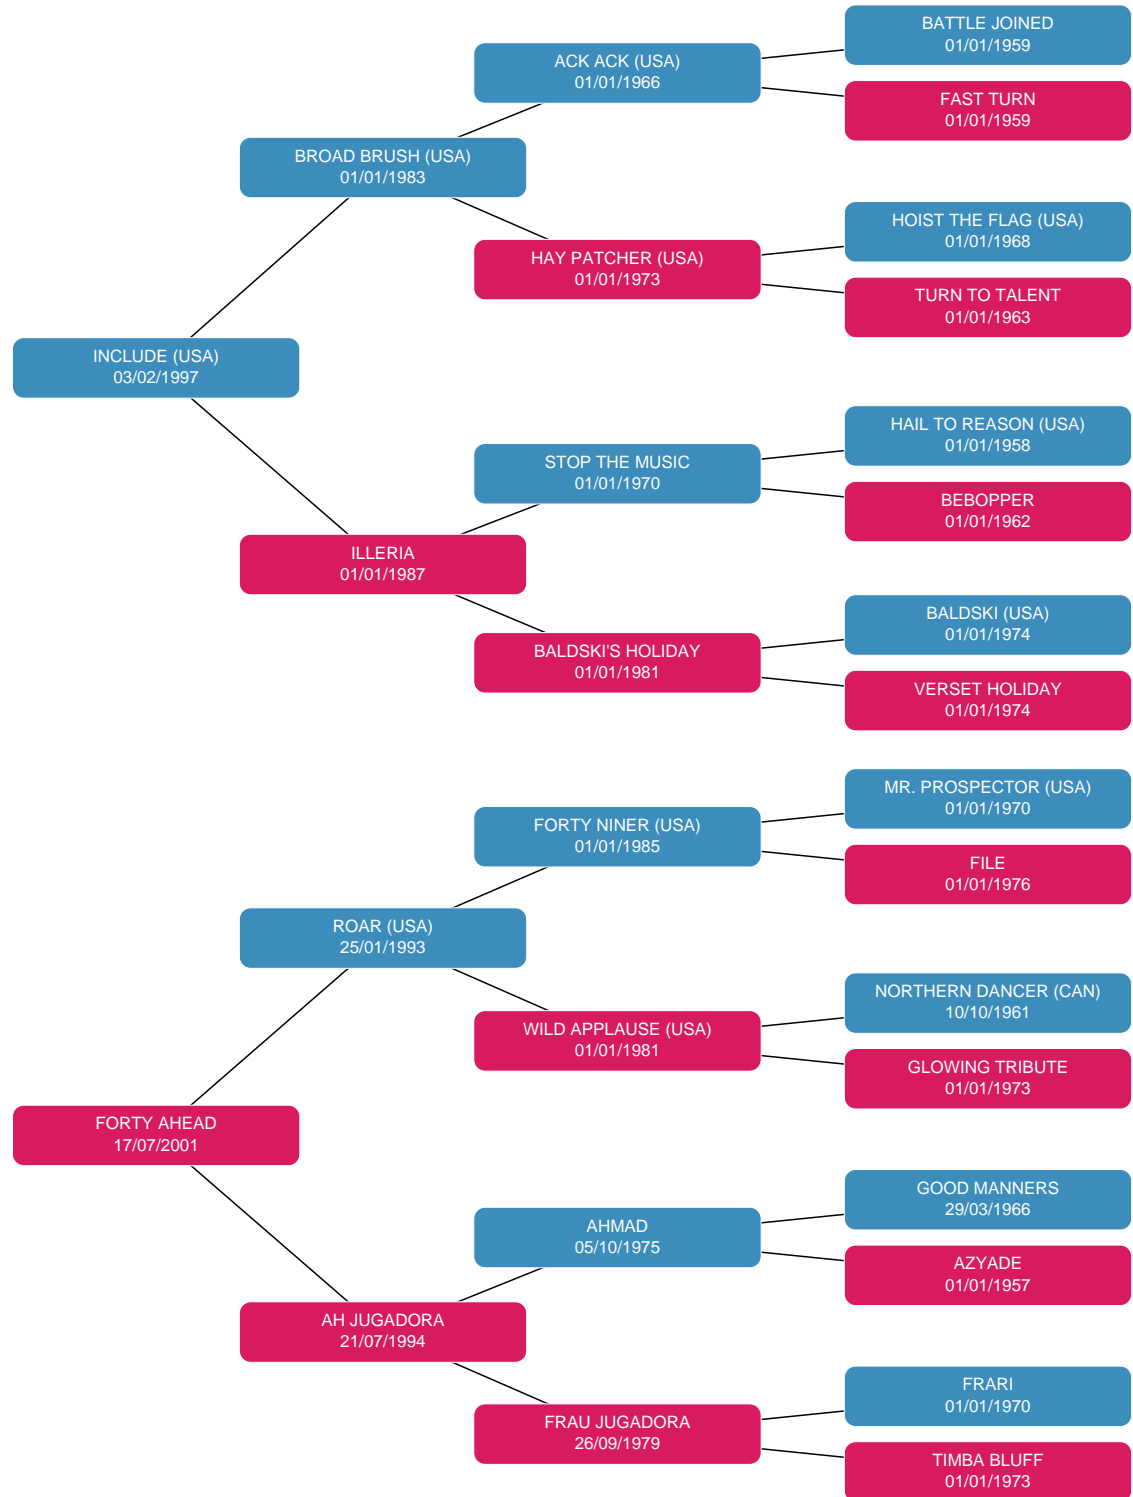 BATTLE JOINED
01/01/1959
ACK ACK (USA)
01/01/1966
FAST TURN
01/01/1959
BROAD BRUSH (USA)
01/01/1983
HOIST THE FLAG (USA)
01/01/1968
HAY PATCHER (USA)
01/01/1973
TURN TO TALENT
01/01/1963
INCLUDE (USA)
03/02/1997
HAIL TO REASON (USA)
01/01/1958
STOP THE MUSIC
01/01/1970
BEBOPPER
01/01/1962
ILLERIA
01/01/1987
BALDSKI (USA)
01/01/1974
BALDSKI'S HOLIDAY
01/01/1981
VERSET HOLIDAY
01/01/1974
MR. PROSPECTOR (USA)
01/01/1970
FORTY NINER (USA)
01/01/1985
FILE
01/01/1976
ROAR (USA)
25/01/1993
NORTHERN DANCER (CAN)
10/10/1961
WILD APPLAUSE (USA)
01/01/1981
GLOWING TRIBUTE
01/01/1973
FORTY AHEAD
17/07/2001
GOOD MANNERS
29/03/1966
AHMAD
05/10/1975
AZYADE
01/01/1957
AH JUGADORA
21/07/1994
FRARI
01/01/1970
FRAU JUGADORA
26/09/1979
TIMBA BLUFF
01/01/1973